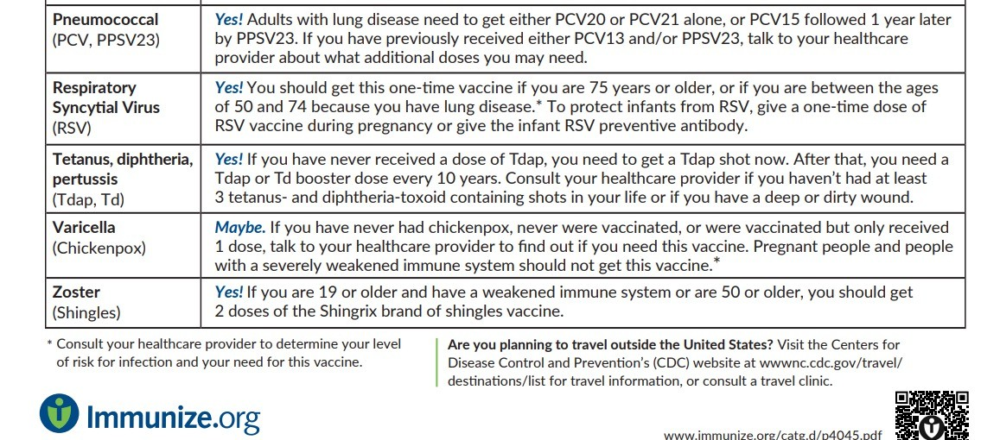 Pneumococcal
(PCV, PPSV23)
Yes! Adults with lung disease need to get either PCV20 or PCV21 alone, or PCV15 followed 1 year later
by PPSV23. If you have previously received either PCV13 and/or PPSV23, talk to your healthcare
provider about what additional doses you may need.
Respiratory
Syncytial Virus
(RSV)
Yes! You should get this one-time vaccine if you are 75 years or older, or if you are between the ages
of 50 and 74 because you have lung disease.* To protect infants from RSV, give a one-time dose of
RSV vaccine during pregnancy or give the infant RSV preventive antibody.
Tetanus, diphtheria,
pertussis
(Tdap, Td)
Yes! If you have never received a dose of Tdap, you need to get a Tdap shot now. After that, you need a
Tdap or Td booster dose every 10 years. Consult your healthcare provider if you haven’t had at least
3 tetanus- and diphtheria-toxoid containing shots in your life or if you have a deep or dirty wound.
Varicella
(Chickenpox)
Maybe. If you have never had chickenpox, never were vaccinated, or were vaccinated but only received
1 dose, talk to your healthcare provider to find out if you need this vaccine. Pregnant people and people
with a severely weakened immune system should not get this vaccine.*
Zoster
(Shingles)
Yes! If you are 19 or older and have a weakened immune system or are 50 or older, you should get
2 doses of the Shingrix brand of shingles vaccine.
* Consult your healthcare provider to determine your level
of risk for infection and your need for this vaccine.
Are you planning to travel outside the United States? Visit the Centers for
Disease Control and Prevention’s (CDC) website at wwwnc.cdc.gov/travel/
destinations/list for travel information, or consult a travel clinic.
Immunize.org
www.immunize.org/catg.d/p4045.pdf